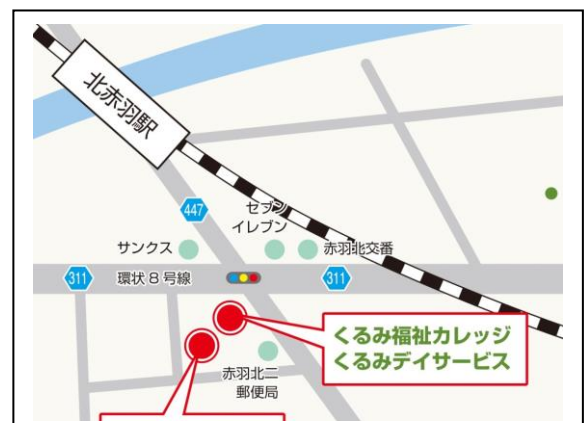 北赤羽駅
447
セブン
イレブン
サンクス
赤羽北交番
311
環状8号線
311
くるみ福祉カレッジ
くるみデイサービス
赤羽北二
郵便局